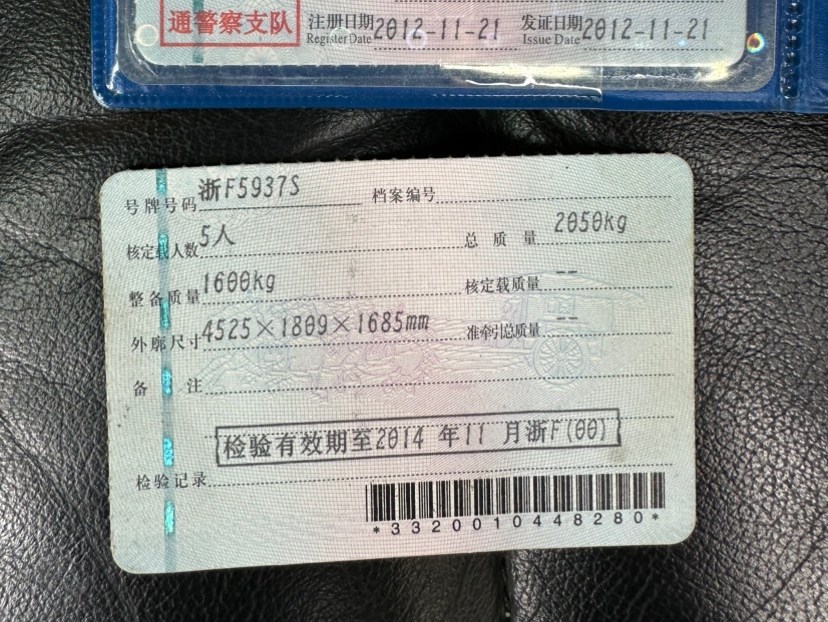 通警察支队 注册日期 2012-11-21 发证日期 2012-11-21
Register Date Issue Date
号牌号码 浙F5937S 档案编号
核定载人数 5人 总质量 2050kg
整备质量 1600kg 核定载质量 --
外廓尺寸 4525×1809×1685mm 准牵引总质量 --
备注
检验有效期至2014 年11 月浙F(00)
检验记录
*3320010448280*